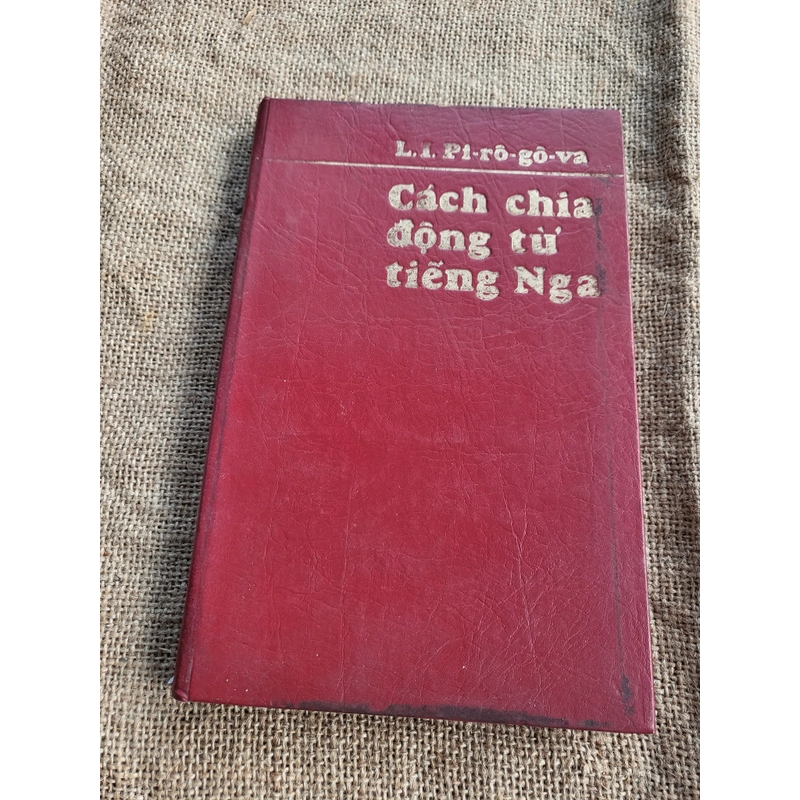 L.I. Pi-rô-gô-va
Cách chia
động từ
tiếng Nga